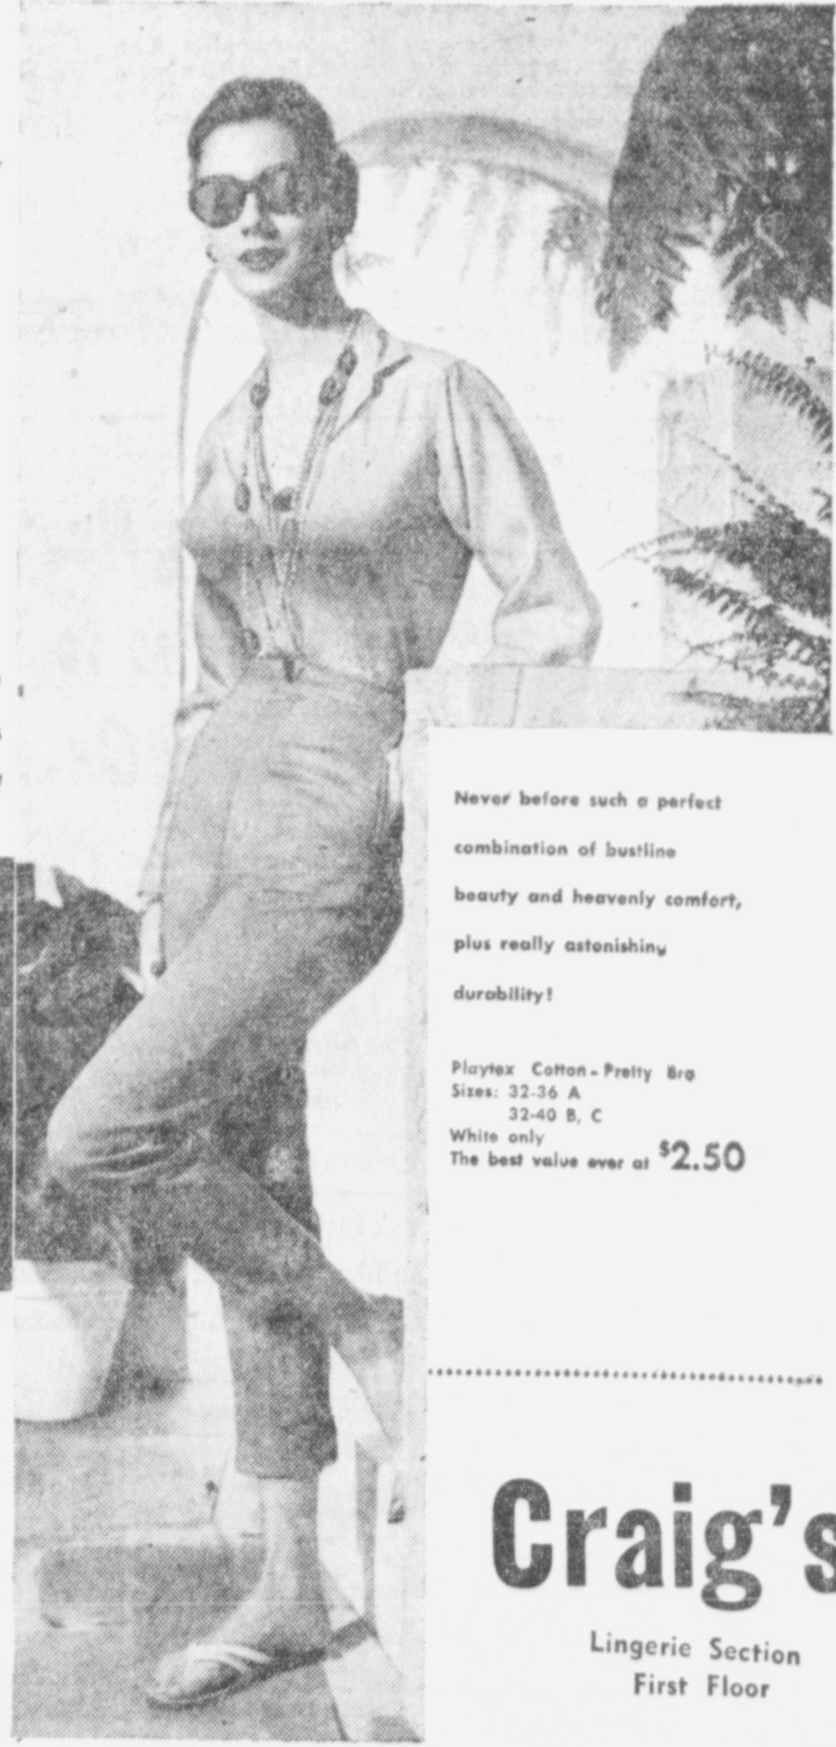 Never before such a perfect
combination of bustline
beauty and heavenly comfort,
plus really astonishing
durability!
Playtex Cotton-Pretty Bra
Sizes: 32-36 A
32-40 B, C
White only
The best value ever at $2.50
Craig's
Lingerie Section
First Floor